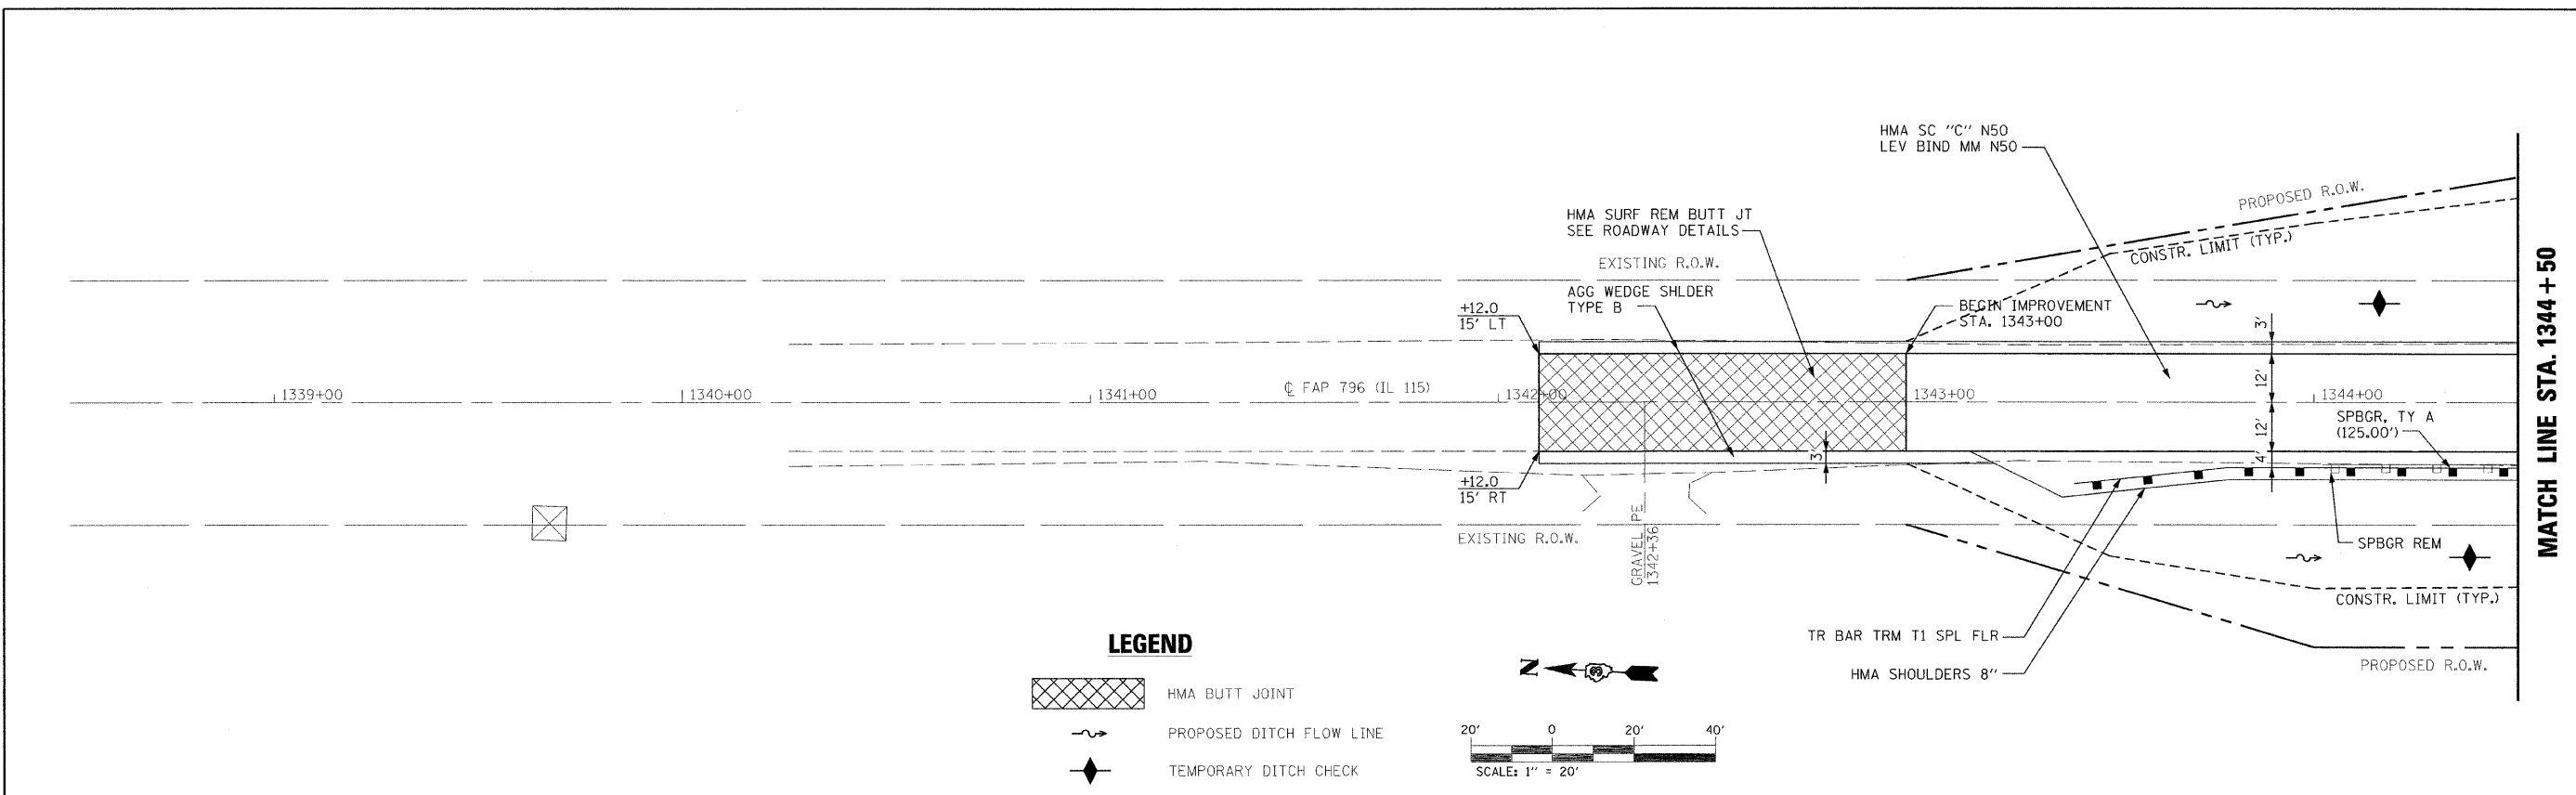 HMA SC "C" N50
LEV BIND MM N50
PROPOSED R.O.W.
CONSTR. LIMIT (TYP.)
HMA SURF REM BUTT JT
SEE ROADWAY DETAILS
EXISTING R.O.W.
AGG WEDGE SHLDER
TYPE B
+12.0
15' LT
BEGIN IMPROVEMENT
STA. 1343+00
3'
12'
12'
4'
1339+00
1340+00
1341+00
℄ FAP 796 (IL 115)
1342+00
1343+00
1344+00
SPBGR, TY A
(125.00')
3'
+12.0
15' RT
EXISTING R.O.W.
GRAVEL PE
1342+36
SPBGR REM
CONSTR. LIMIT (TYP.)
TR BAR TRM T1 SPL FLR
HMA SHOULDERS 8"
PROPOSED R.O.W.
MATCH LINE STA. 1344+50
LEGEND
HMA BUTT JOINT
PROPOSED DITCH FLOW LINE
TEMPORARY DITCH CHECK
N
20' 0 20' 40'
SCALE: 1" = 20'